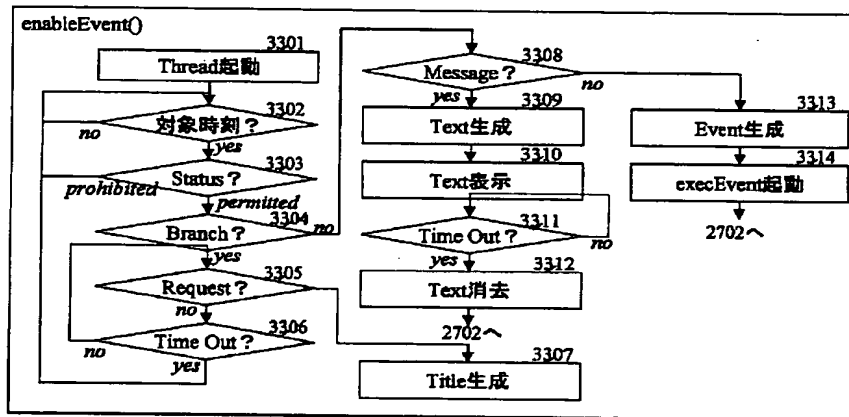 enableEvent()
3301
Thread起動
3302
対象時刻？
no
yes
3303
Status？
prohibited
permitted
3304
Branch？
no
yes
3305
Request？
no
3306
Time Out？
no
yes
3308
Message？
yes
no
3309
Text生成
3310
Text表示
3311
Time Out？
no
yes
3312
Text消去
2702へ
3307
Title生成
3313
Event生成
3314
execEvent起動
2702へ